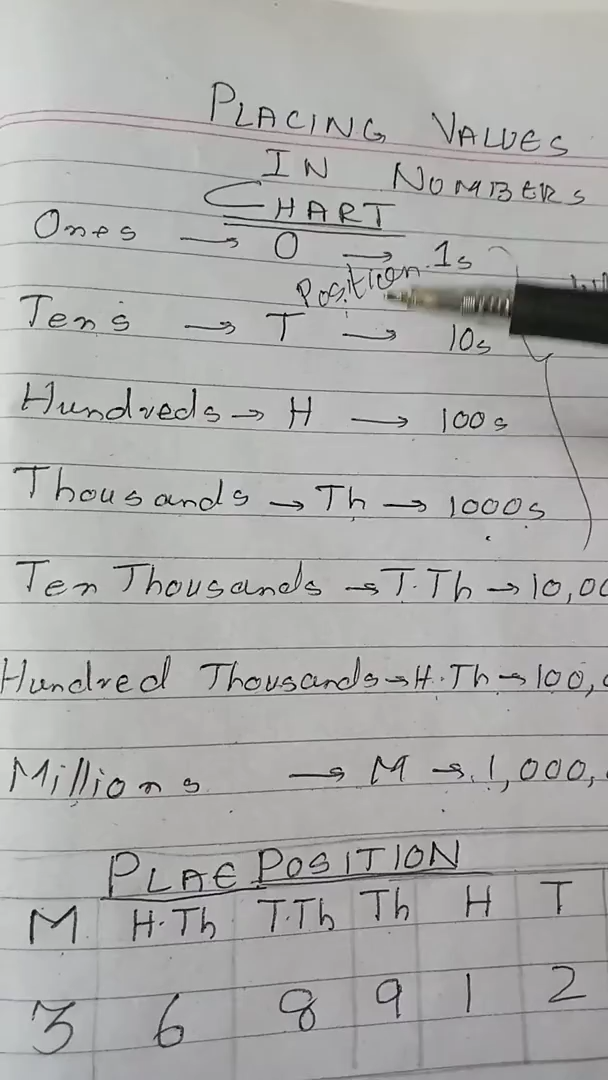 PLACING VALUES
IN NUMBERS
CHART
Ones → O → 1s
Position
Tens → T → 10s
Hundreds → H → 100s
Thousands → Th → 1000s
Ten Thousands → T.Th → 10,00
Hundred Thousands → H.Th → 100,
Millions → M → 1,000,
PLAE POSITION
M H.Th T.Th Th H T
3 6 8 9 1 2